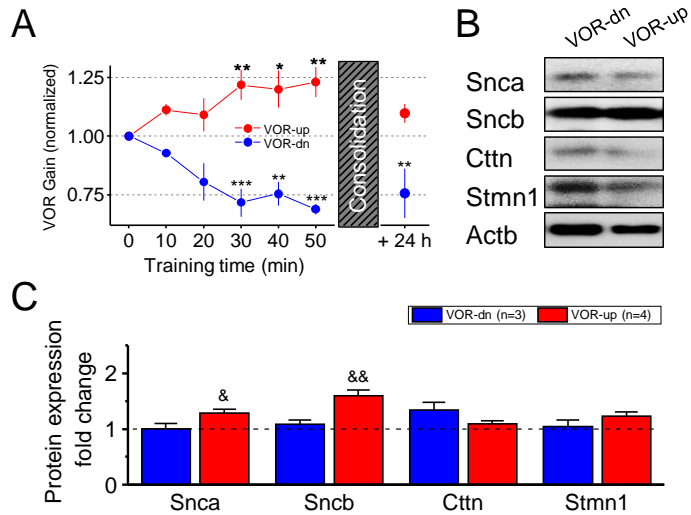 A
VOR Gain (normalized)
1.25
1.00
0.75
** * **
VOR-up
VOR-dn
*** ** ***
**
Consolidation
0 10 20 30 40 50 + 24 h
Training time (min)
B
VOR-dn VOR-up
Snca
Sncb
Cttn
Stmn1
Actb
C
VOR-dn (n=3) VOR-up (n=4)
Protein expression
fold change
2
1
0
& &&
Snca Sncb Cttn Stmn1